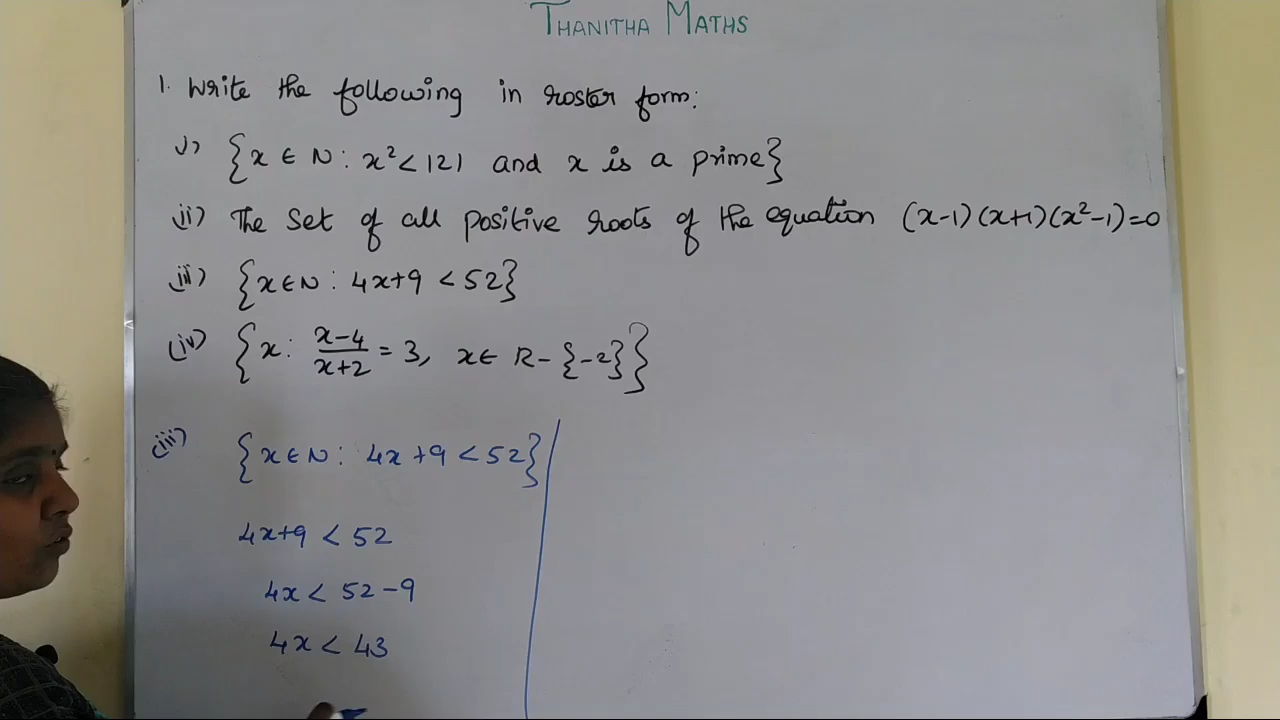 THANITHA MATHS
1. Write the following in roster form:
i) {x ∈ N : x² < 121 and x is a prime}
(ii) The set of all positive roots of the equation (x-1)(x+1)(x²-1)=0
(iii) {x∈N : 4x+9 < 52}
(iv) {x : (x-4)/(x+2) = 3, x∈ R - {-2}}
(iii) {x∈N : 4x+9 < 52}
4x+9 < 52
4x < 52-9
4x < 43